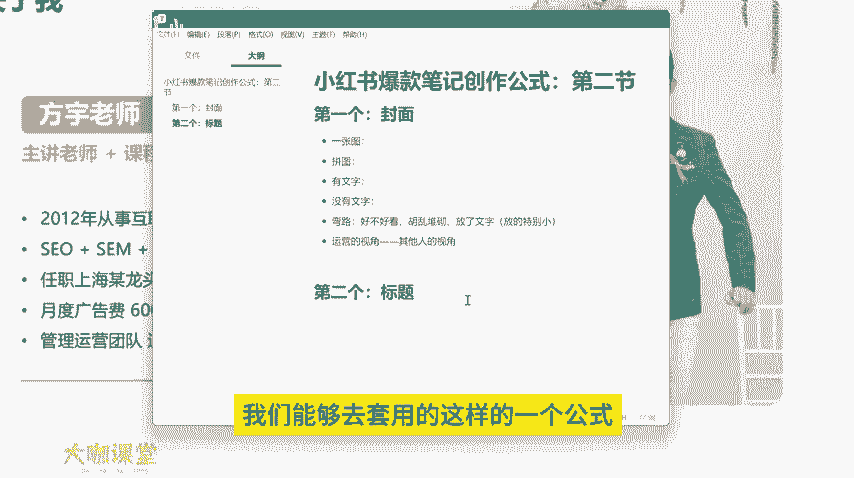 方宇老师
主讲老师 + 课程
2012年从事互联
SEO + SEM +
任职上海某龙头
月度广告费 600
管理运营团队
文件(F) 编辑(E) 段落(P) 格式(O) 视图(V) 主题(T) 帮助(H)
文件 大纲
小红书爆款笔记创作公式：第二节
第一个：封面
第二个：标题
小红书爆款笔记创作公式：第二节
第一个：封面
一张图：
拼图：
有文字：
没有文字：
弯路：好不好看、胡乱堆砌、放了文字（放的特别小）
运营的视角——其他人的视角
第二个：标题
我们能够去套用的这样的一个公式
大咖课堂